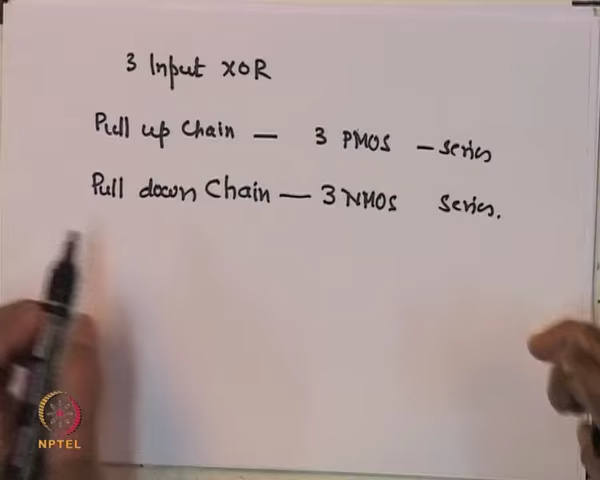 3 Input XOR
Pull up Chain — 3 PMOS — series
Pull down Chain — 3 NMOS series.
NPTEL